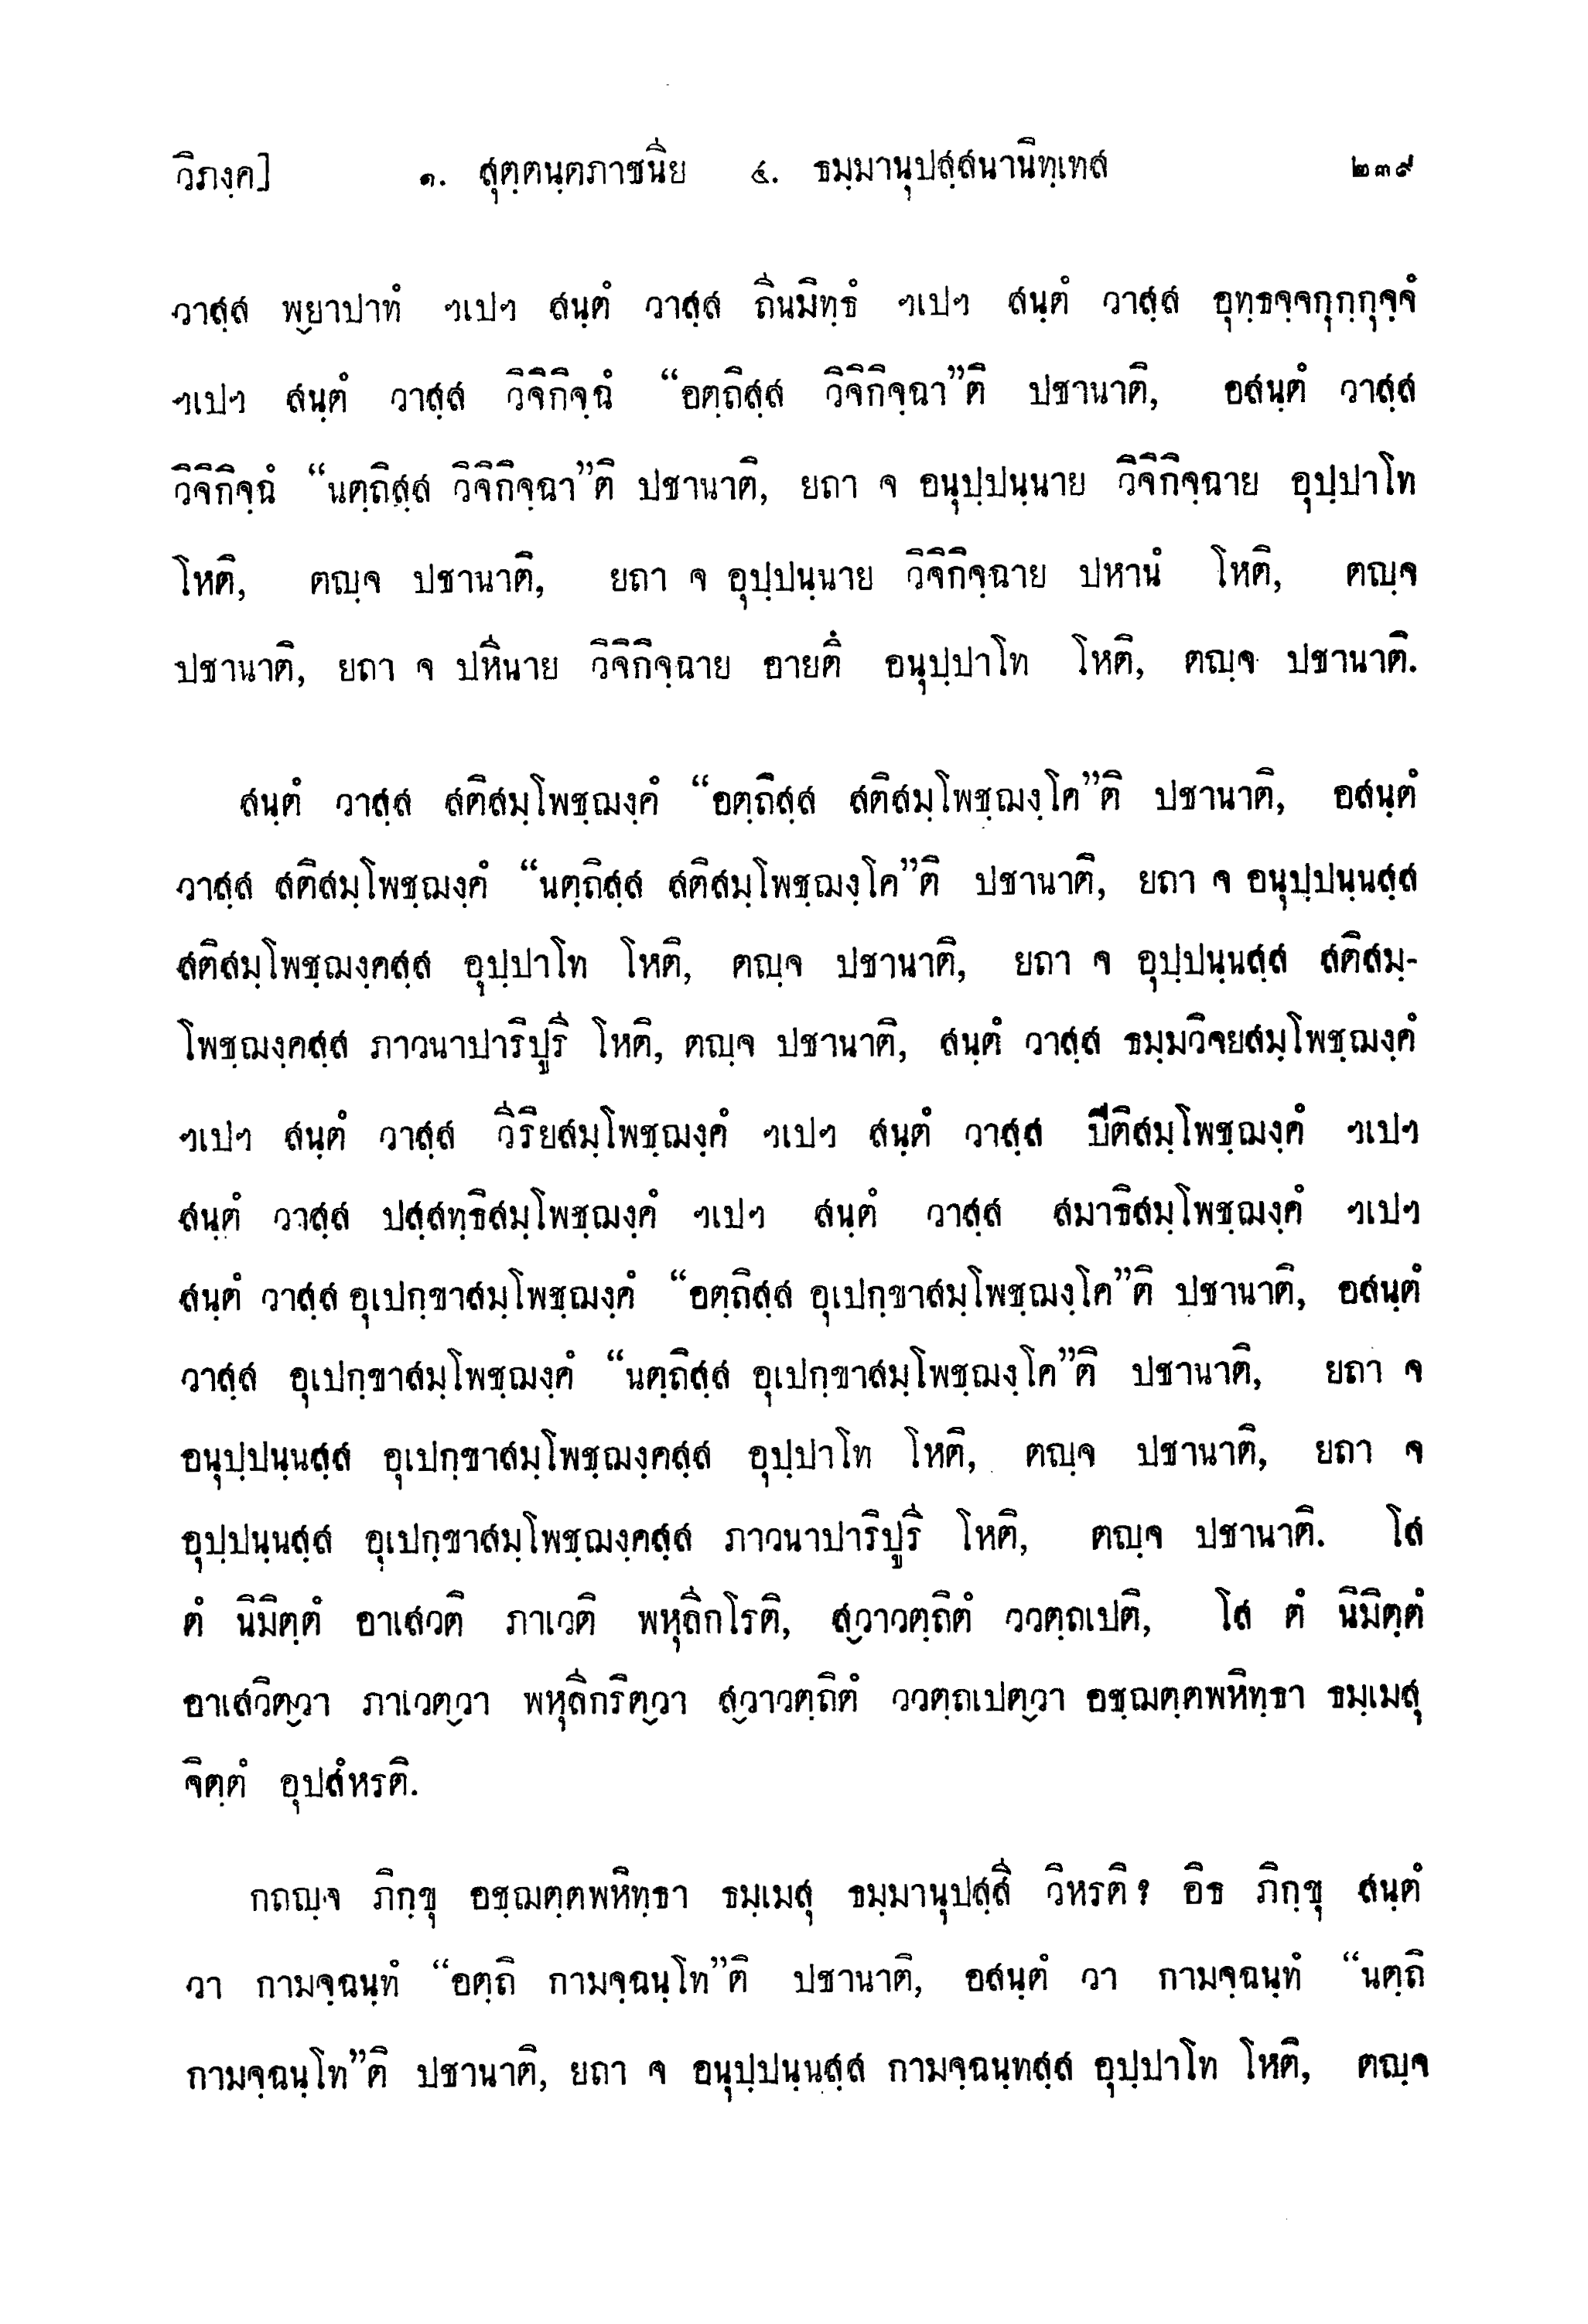 วิภงฺค]	๑. สุตฺตนฺตภาชนีย	๔. ธมฺมานุปสฺสนานิทฺเทส	๒๓๙
วาสฺส พฺยาปาทํ ฯเปฯ สนฺตํ วาสฺส ถีนมิทฺธํ ฯเปฯ สนฺตํ วาสฺส อุทฺธจฺจกุกฺกุจฺจํ
ฯเปฯ สนฺตํ วาสฺส วิจิกิจฺฉํ “อตฺถิสฺส วิจิกิจฺฉา”ติ ปชานาติ, อสนฺตํ วาสฺส
วิจิกิจฺฉํ “นตฺถิสฺส วิจิกิจฺฉา”ติ ปชานาติ, ยถา จ อนุปฺปนฺนาย วิจิกิจฺฉาย อุปฺปาโท
โหติ, ตญฺจ ปชานาติ, ยถา จ อุปฺปนฺนาย วิจิกิจฺฉาย ปหานํ โหติ, ตญฺจ
ปชานาติ, ยถา จ ปหีนาย วิจิกิจฺฉาย อายตึ อนุปฺปาโท โหติ, ตญฺจ ปชานาติ.
สนฺตํ วาสฺส สติสมฺโพชฺฌงฺคํ “อตฺถิสฺส สติสมฺโพชฺฌงฺโค”ติ ปชานาติ, อสนฺตํ
วาสฺส สติสมฺโพชฺฌงฺคํ “นตฺถิสฺส สติสมฺโพชฺฌงฺโค”ติ ปชานาติ, ยถา จ อนุปฺปนฺนสฺส
สติสมฺโพชฺฌงฺคสฺส อุปฺปาโท โหติ, ตญฺจ ปชานาติ, ยถา จ อุปฺปนฺนสฺส สติสมฺ-
โพชฺฌงฺคสฺส ภาวนาปาริปูรี โหติ, ตญฺจ ปชานาติ, สนฺตํ วาสฺส ธมฺมวิจยสมฺโพชฺฌงฺคํ
ฯเปฯ สนฺตํ วาสฺส วีริยสมฺโพชฺฌงฺคํ ฯเปฯ สนฺตํ วาสฺส ปีติสมฺโพชฺฌงฺคํ ฯเปฯ
สนฺตํ วาสฺส ปสฺสทฺธิสมฺโพชฺฌงฺคํ ฯเปฯ สนฺตํ วาสฺส สมาธิสมฺโพชฺฌงฺคํ ฯเปฯ
สนฺตํ วาสฺส อุเปกฺขาสมฺโพชฺฌงฺคํ “อตฺถิสฺส อุเปกฺขาสมฺโพชฺฌงฺโค”ติ ปชานาติ, อสนฺตํ
วาสฺส อุเปกฺขาสมฺโพชฺฌงฺคํ “นตฺถิสฺส อุเปกฺขาสมฺโพชฺฌงฺโค”ติ ปชานาติ, ยถา จ
อนุปฺปนฺนสฺส อุเปกฺขาสมฺโพชฺฌงฺคสฺส อุปฺปาโท โหติ, ตญฺจ ปชานาติ, ยถา จ
อุปฺปนฺนสฺส อุเปกฺขาสมฺโพชฺฌงฺคสฺส ภาวนาปาริปูรี โหติ, ตญฺจ ปชานาติ. โส
ตํ นิมิตฺตํ อาเสวติ ภาเวติ พหุลีกโรติ, สฺวาวตฺถิตํ ววตฺถเปติ, โส ตํ นิมิตฺตํ
อาเสวิตฺวา ภาเวตฺวา พหุลีกริตฺวา สฺวาวตฺถิตํ ววตฺถเปตฺวา อชฺฌตฺตพหิทฺธา ธมฺเมสุ
จิตฺตํ อุปสํหรติ.
กถญฺจ ภิกฺขุ อชฺฌตฺตพหิทฺธา ธมฺเมสุ ธมฺมานุปสฺสี วิหรติ? อิธ ภิกฺขุ สนฺตํ
วา กามจฺฉนฺทํ “อตฺถิ กามจฺฉนฺโท”ติ ปชานาติ, อสนฺตํ วา กามจฺฉนฺทํ “นตฺถิ
กามจฺฉนฺโท”ติ ปชานาติ, ยถา จ อนุปฺปนฺนสฺส กามจฺฉนฺทสฺส อุปฺปาโท โหติ, ตญฺจ